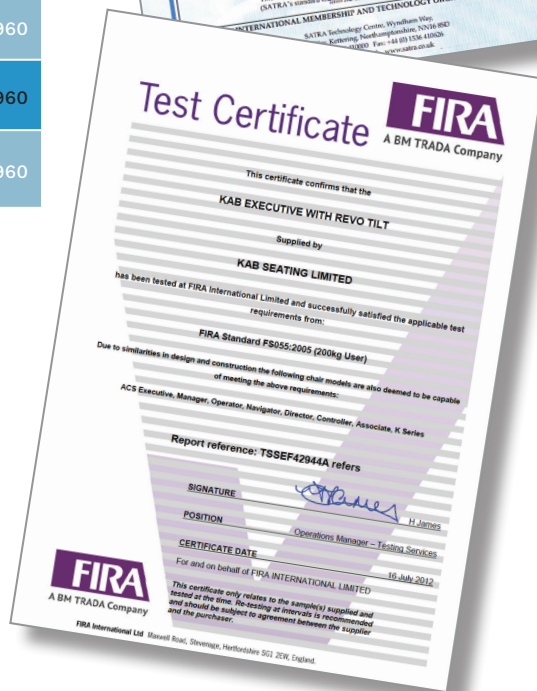 960
960
960
(SATRA's standard
INTERNATIONAL MEMBERSHIP AND TECHNOLOGY
SATRA Technology Centre, Wyndham Way,
Kettering, Northamptonshire, NN16 8SD
410000 Fax: +44 (0) 1536 410626
www.satra.co.uk
Test Certificate
FIRA
A BM TRADA Company
This certificate confirms that the
KAB EXECUTIVE WITH REVO TILT
Supplied by
KAB SEATING LIMITED
has been tested at FIRA International Limited and successfully satisfied the applicable test
requirements from:
FIRA Standard FS055:2005 (200kg User)
Due to similarities in design and construction the following chair models are also deemed to be capable
of meeting the above requirements:
ACS Executive, Manager, Operator, Navigator, Director, Controller, Associate, K Series
Report reference: TSSEF42944A refers
SIGNATURE
H James
POSITION
Operations Manager – Testing Services
CERTIFICATE DATE
16 July 2012
For and on behalf of FIRA INTERNATIONAL LIMITED
This certificate only relates to the sample(s) supplied and
tested at the time. Re-testing at intervals is recommended
and should be subject to agreement between the supplier
and the purchaser.
FIRA
A BM TRADA Company
FIRA International Ltd Maxwell Road, Stevenage, Hertfordshire SG1 2EW, England.